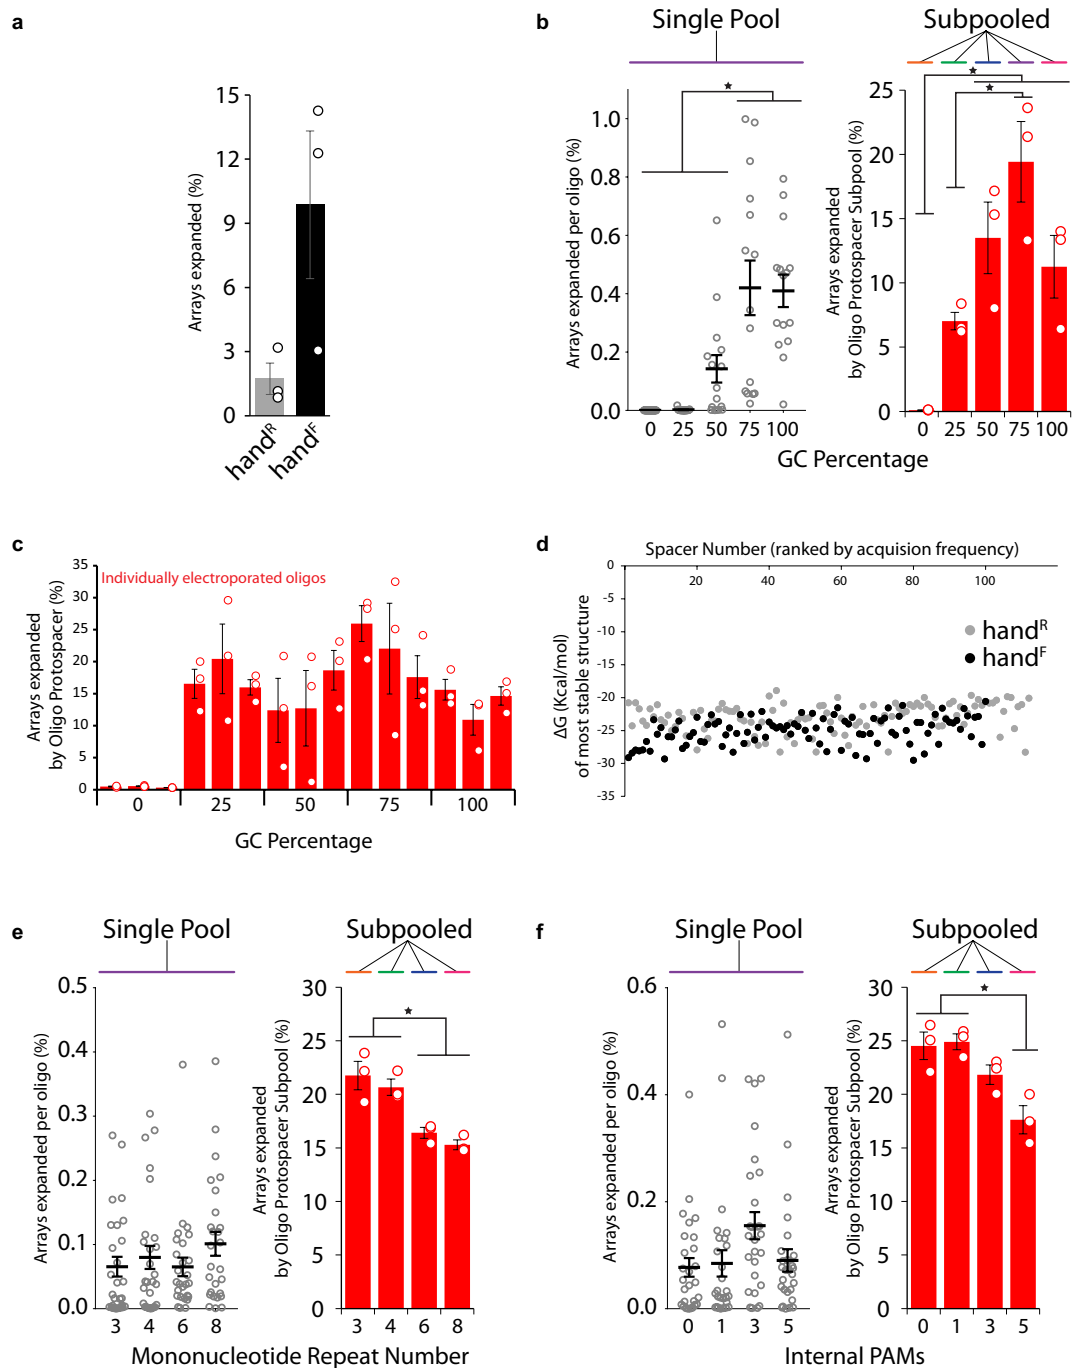 a
Arrays expanded (%)
15
12
9
6
3
0
handR
handF
b
Single Pool
Subpooled
Arrays expanded per oligo (%)
1.0
0.8
0.6
0.4
0.2
0.0
0 25 50 75 100
Arrays expanded
by Oligo Protospacer Subpool (%)
25
20
15
10
5
0
0 25 50 75 100
GC Percentage
c
Individually electroporated oligos
Arrays expanded
by Oligo Protospacer (%)
35
30
25
20
15
10
5
0
0 25 50 75 100
GC Percentage
d
Spacer Number (ranked by acquision frequency)
20 40 60 80 100
ΔG (Kcal/mol)
of most stable structure
0
-5
-10
-15
-20
-25
-30
-35
handR
handF
e
Single Pool
Subpooled
Arrays expanded per oligo (%)
0.5
0.4
0.3
0.2
0.1
0.0
3 4 6 8
Arrays expanded
by Oligo Protospacer Subpool (%)
30
25
20
15
10
5
0
3 4 6 8
Mononucleotide Repeat Number
f
Single Pool
Subpooled
Arrays expanded per oligo (%)
0.6
0.4
0.2
0.0
0 1 3 5
Arrays expanded
by Oligo Protospacer Subpool (%)
30
25
20
15
10
5
0
0 1 3 5
Internal PAMs